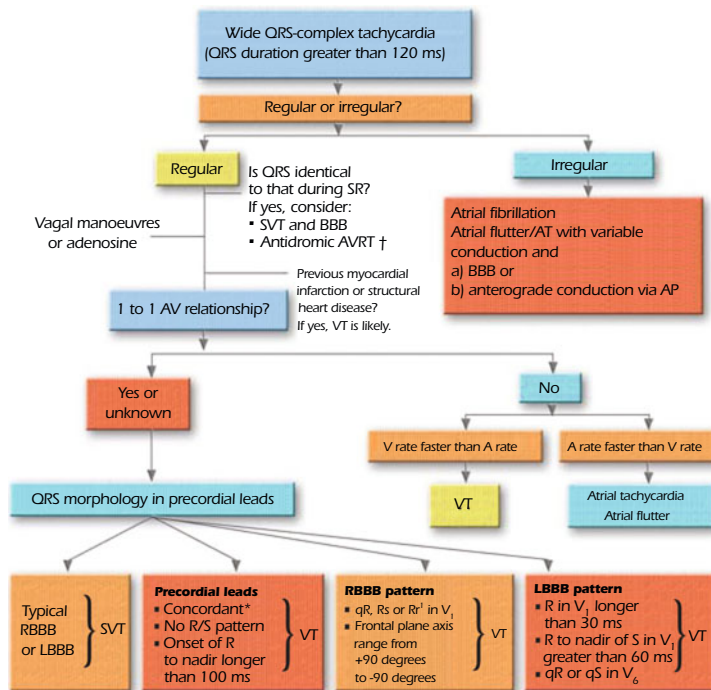 Wide QRS-complex tachycardia
(QRS duration greater than 120 ms)
Regular or irregular?
Regular
Irregular
Is QRS identical
to that during SR?
If yes, consider:
▪ SVT and BBB
▪ Antidromic AVRT †
Vagal manoeuvres
or adenosine
Atrial fibrillation
Atrial flutter/AT with variable
conduction and
a) BBB or
b) anterograde conduction via AP
Previous myocardial
infarction or structural
heart disease?
If yes, VT is likely.
1 to 1 AV relationship?
Yes or
unknown
No
V rate faster than A rate
A rate faster than V rate
QRS morphology in precordial leads
VT
Atrial tachycardia
Atrial flutter
Typical
RBBB
or LBBB
SVT
Precordial leads
▪ Concordant*
▪ No R/S pattern
▪ Onset of R
to nadir longer
than 100 ms
VT
RBBB pattern
▪ qR, Rs or Rr¹ in V₁
▪ Frontal plane axis
range from
+90 degrees
to -90 degrees
VT
LBBB pattern
▪ R in V₁ longer
than 30 ms
▪ R to nadir of S in V₁
greater than 60 ms
▪ qR or qS in V₆
VT